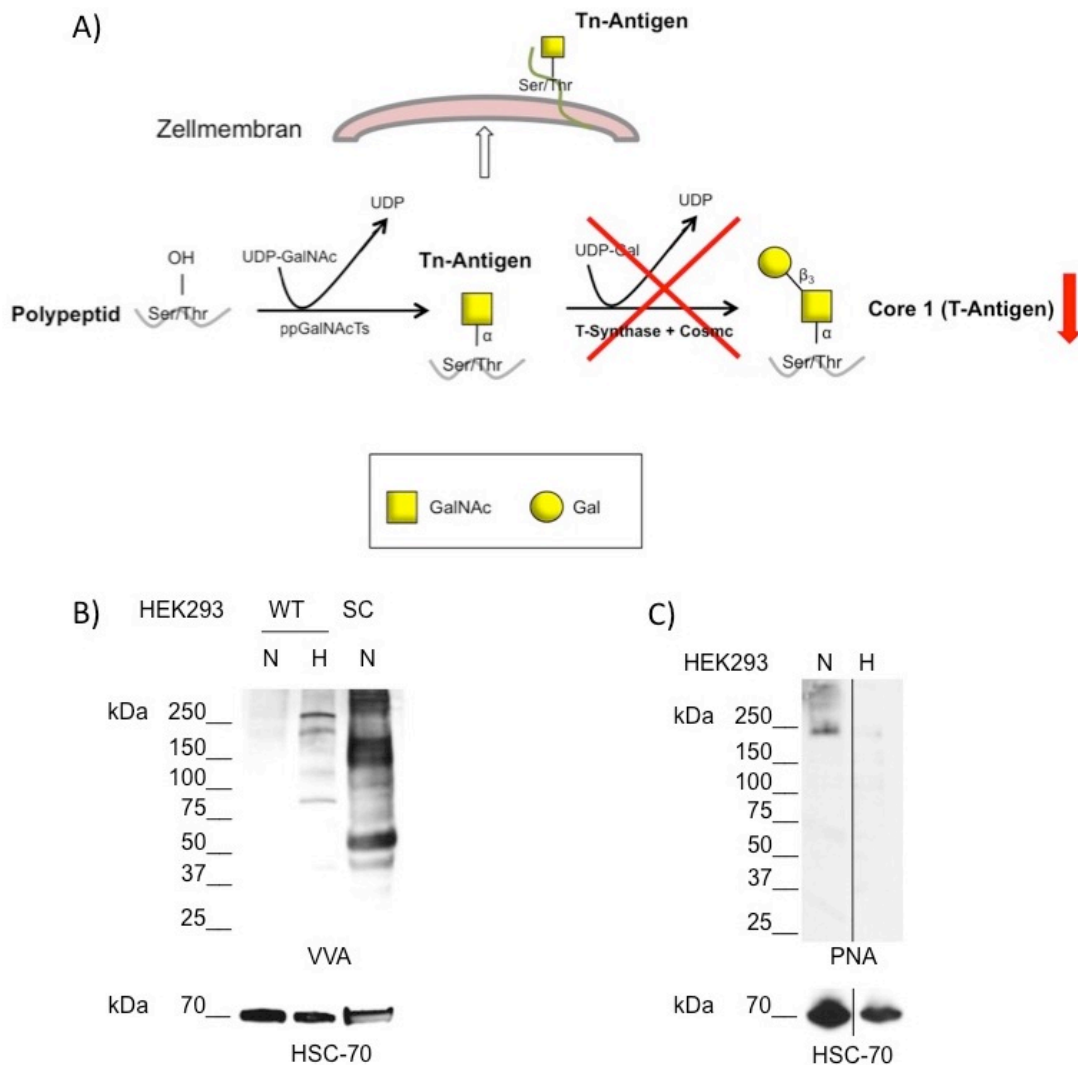 A)
Tn-Antigen
Ser/Thr
Zellmembran
UDP
UDP
OH
UDP-GalNAc
Tn-Antigen
UDP-Gal
β3
Polypeptid
Ser/Thr
ppGalNAcTs
α
T-Synthase + Cosmc
α
Core 1 (T-Antigen)
Ser/Thr
Ser/Thr
GalNAc
Gal
B)
HEK293 WT SC
N H N
kDa 250
150
100
75
50
37
25
VVA
kDa 70
HSC-70
C)
HEK293 N H
kDa 250
150
100
75
50
37
25
PNA
kDa 70
HSC-70